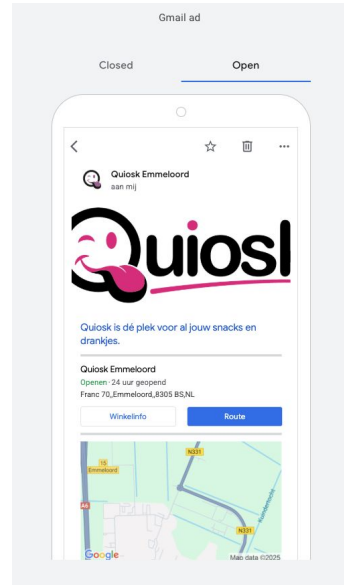 Gmail ad
Closed
Open
Quiosk Emmeloord
aan mij
Quiosl
Quiosk is dé plek voor al jouw snacks en
drankjes.
Quiosk Emmeloord
Openen · 24 uur geopend
Franc 70,,Emmeloord,,8305 BS,NL
Winkelinfo
Route
N331
15
Emmeloord
A6
N331
Google
Map data ©2025